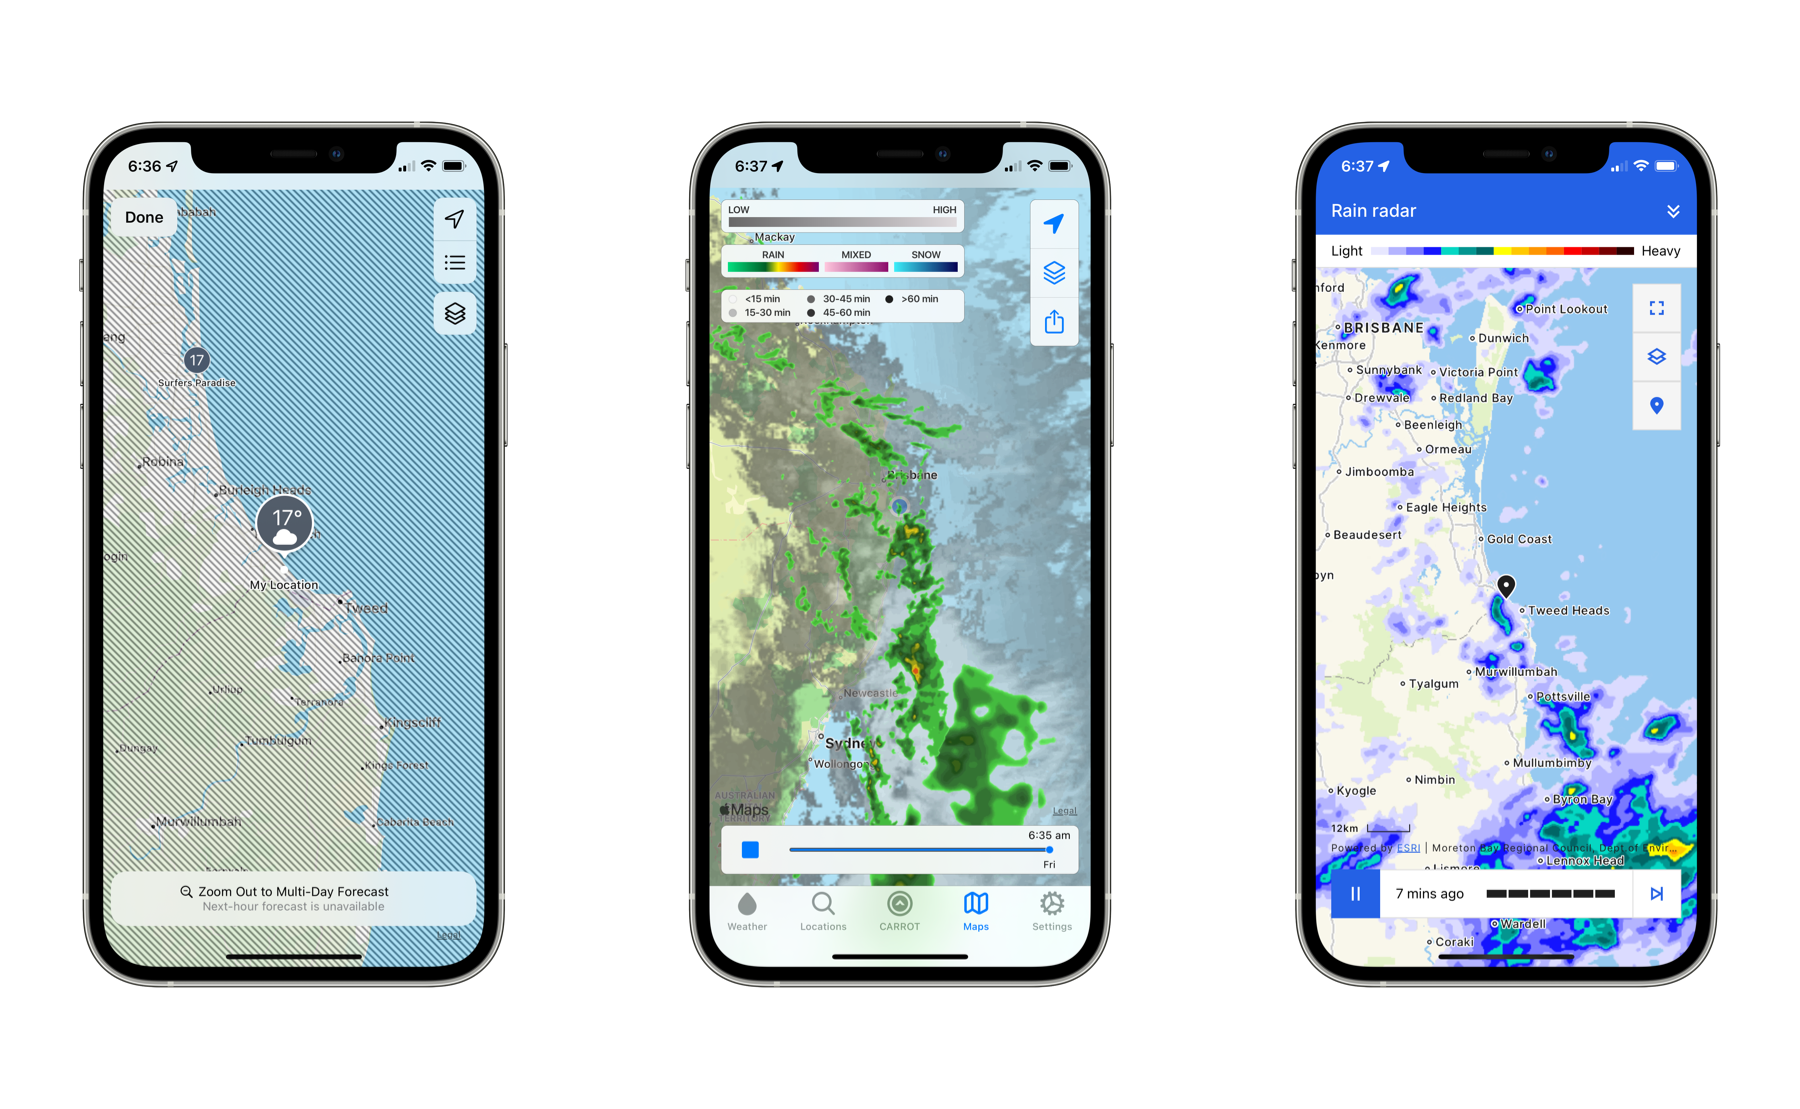 6:36
Done
babah
ang
17
Surfers Paradise
Robina
Burleigh Heads
17°
h
ogin
My Location
Tweed
Banora Point
Urliup
Terranora
Kingscliff
Tumbulgum
Dungay
Kings Forest
Murwillumbah
Cabarita Beach
Zoom Out to Multi-Day Forecast
Next-hour forecast is unavailable
Legal
6:37
LOW HIGH
Mackay
RAIN MIXED SNOW
<15 min 30-45 min >60 min
15-30 min 45-60 min
Brisbane
Newcastle
Sydney
Wollongo
AUSTRALIAN
Maps
TERRITORY
Legal
6:35 am
Fri
Weather Locations CARROT Maps Settings
6:37
Rain radar
Light Heavy
nford
Point Lookout
BRISBANE
Dunwich
Kenmore
Sunnybank
Victoria Point
Drewvale
Redland Bay
Beenleigh
Ormeau
Jimboomba
Eagle Heights
Beaudesert
Gold Coast
yn
Tweed Heads
Murwillumbah
Tyalgum
Pottsville
Mullumbimby
Nimbin
Kyogle
Byron Bay
12km
Powered by ESRI | Moreton Bay Regional Council, Dept of Envir...
Lennox Head
Lismore
7 mins ago
Wardell
Coraki